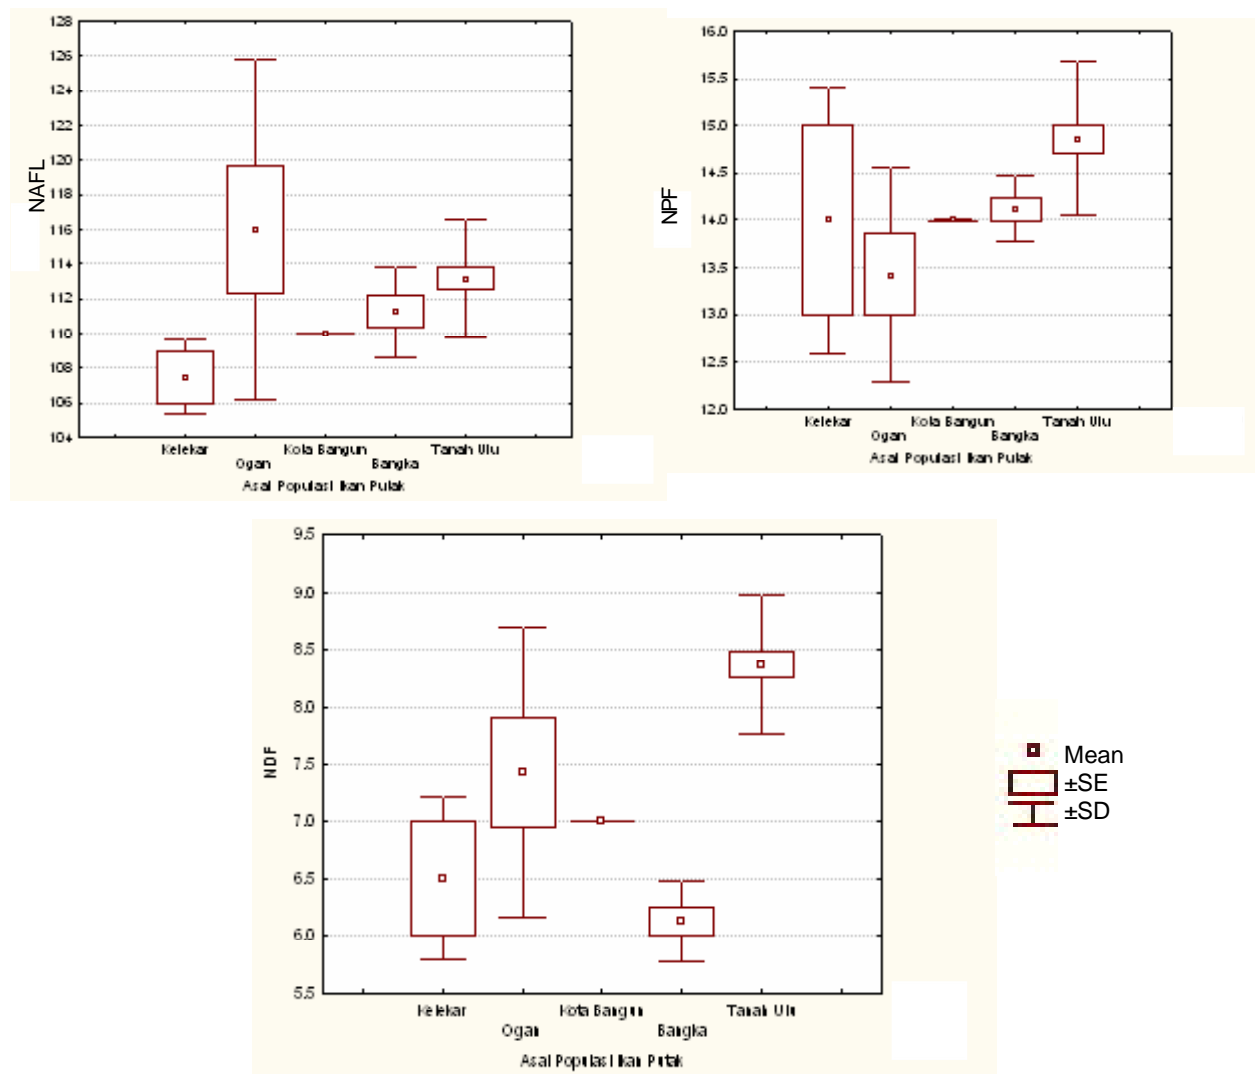 128
126
124
122
120
118
116
114
112
110
108
106
104
NAFL
Kelekar
Ogan
Kota Bangun
Bangka
Tanah Ulu
Asal Populasi Ikan Putak
16.0
15.5
15.0
14.5
14.0
13.5
13.0
12.5
12.0
NPF
Kelekar
Ogan
Kota Bangun
Bangka
Tanah Ulu
Asal Populasi Ikan Putak
9.5
9.0
8.5
8.0
7.5
7.0
6.5
6.0
5.5
NDF
Kelekar
Ogan
Kota Bangun
Bangka
Tanah Ulu
Asal Populasi Ikan Putak
Mean
±SE
±SD